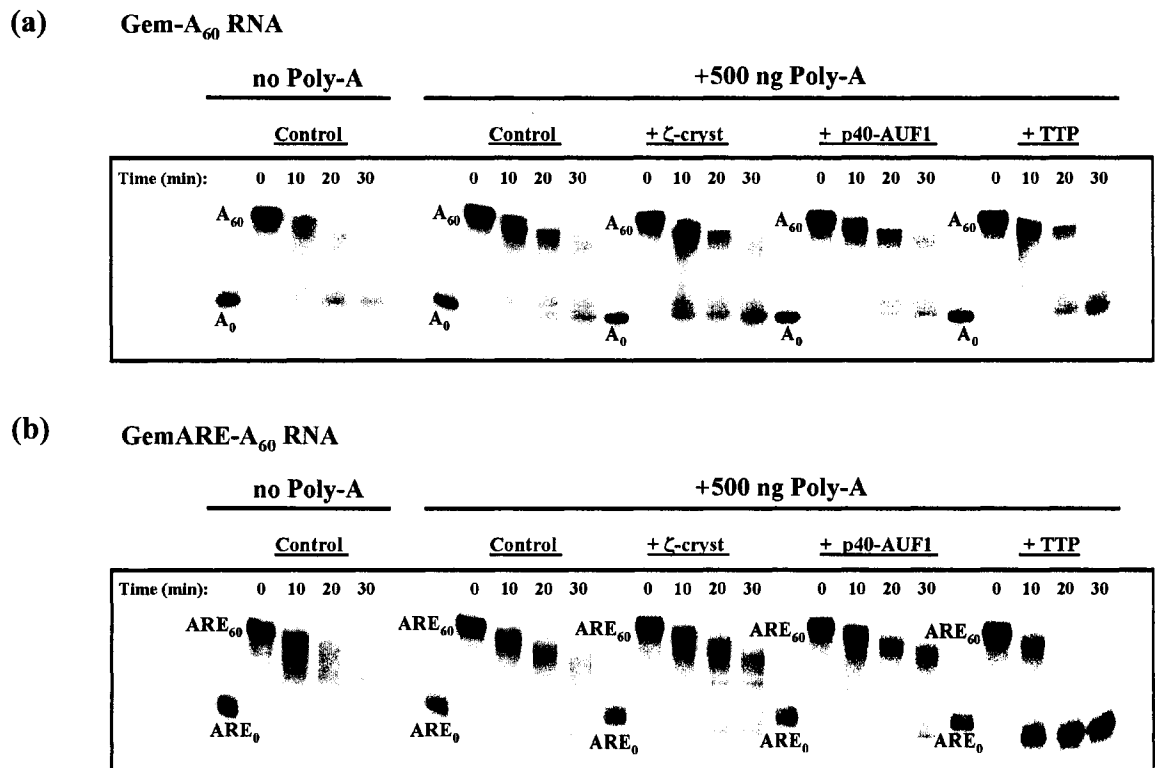 (a) Gem-A60 RNA
no Poly-A +500 ng Poly-A
Control Control + ζ-cryst + p40-AUF1 + TTP
Time (min): 0 10 20 30 0 10 20 30 0 10 20 30 0 10 20 30 0 10 20 30
A60 A60 A60 A60 A60
A0 A0 A0 A0 A0
(b) GemARE-A60 RNA
no Poly-A +500 ng Poly-A
Control Control + ζ-cryst + p40-AUF1 + TTP
Time (min): 0 10 20 30 0 10 20 30 0 10 20 30 0 10 20 30 0 10 20 30
ARE60 ARE60 ARE60 ARE60 ARE60
ARE0 ARE0 ARE0 ARE0 ARE0